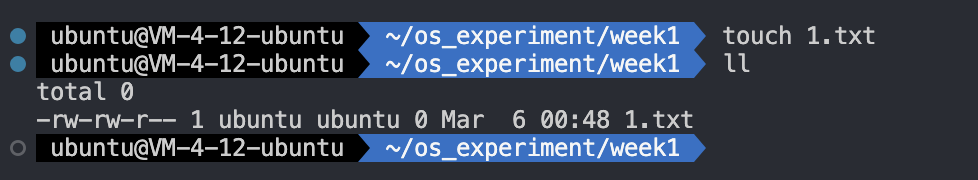 ubuntu@VM-4-12-ubuntu ~/os_experiment/week1 touch 1.txt
ubuntu@VM-4-12-ubuntu ~/os_experiment/week1 ll
total 0
-rw-rw-r-- 1 ubuntu ubuntu 0 Mar  6 00:48 1.txt
ubuntu@VM-4-12-ubuntu ~/os_experiment/week1